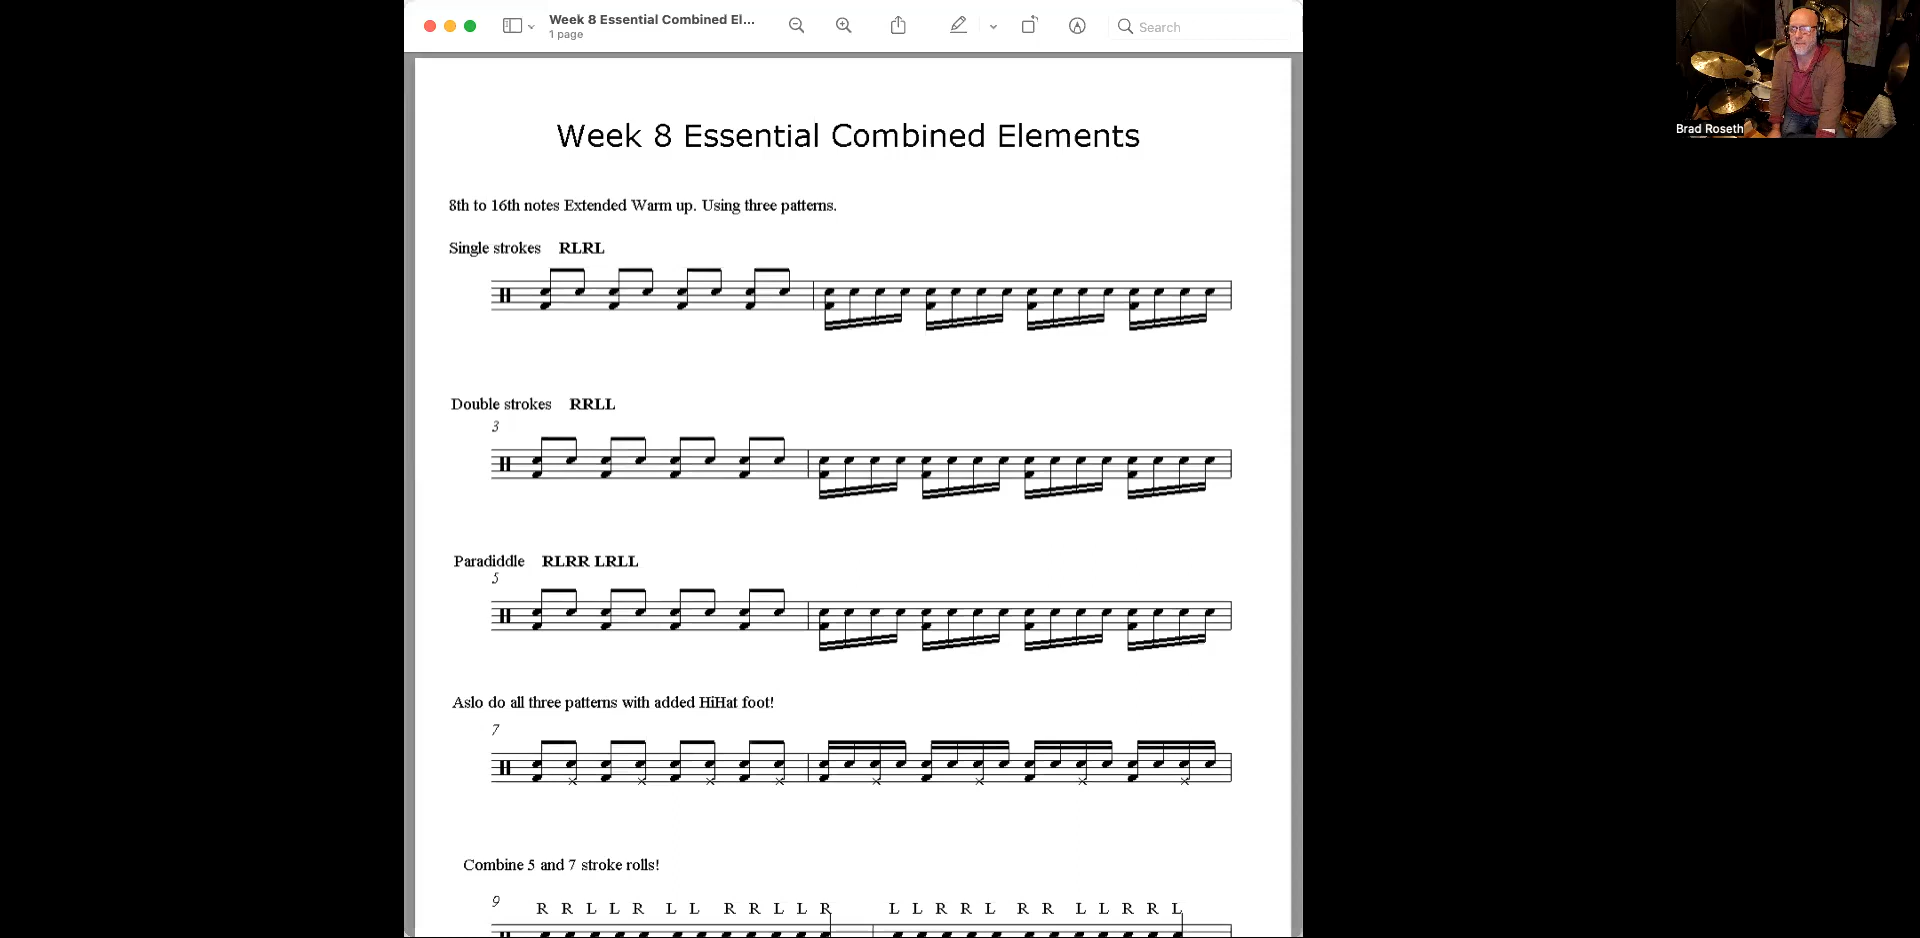 Week 8 Essential Combined El...
1 page
Search
Brad Roseth
Week 8 Essential Combined Elements
8th to 16th notes Extended Warm up. Using three patterns.
Single strokes RLRL
Double strokes RRLL
3
Paradiddle RLRR LRLL
5
Aslo do all three patterns with added HiHat foot!
7
Combine 5 and 7 stroke rolls!
9
R R L L R L L R R L L R L L R R L R R L L R R L